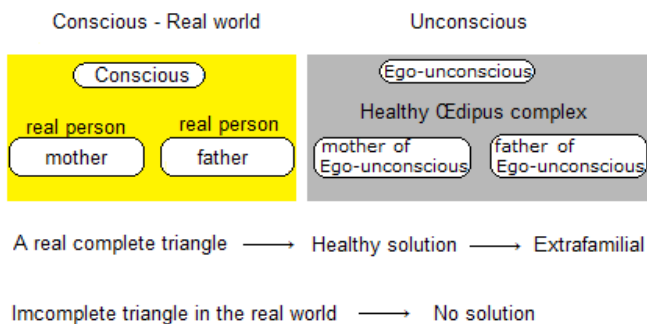 Conscious - Real world
Unconscious
Conscious
real person
mother
real person
father
Ego-unconscious
Healthy Œdipus complex
mother of
Ego-unconscious
father of
Ego-unconscious
A real complete triangle ⟶ Healthy solution ⟶ Extrafamilial
Imcomplete triangle in the real world ⟶ No solution